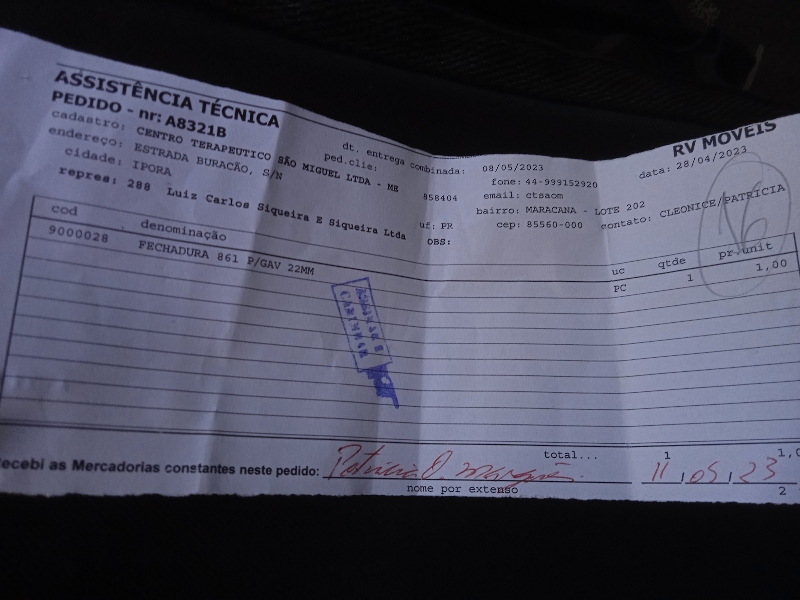 ASSISTÊNCIA TÉCNICA
RV MOVEIS
PEDIDO - nr: A8321B
dt. entrega combinada: 08/05/2023
data: 28/04/2023
cadastro: CENTRO TERAPEUTICO SÃO MIGUEL LTDA - ME
ped.clie:
fone: 44-999152920
endereço: ESTRADA BURACÃO, S/N
858404
email: ctsaom
contato: CLEONICE/PATRÍCIA
cidade: IPORA
uf: PR
bairro: MARACANA - LOTE 202
repres: 288 Luiz Carlos Siqueira E Siqueira Ltda
OBS:
cep: 85560-000
16
cod denominação uc qtde pr.unit
9000028 FECHADURA 861 P/GAV 22MM PC 1 1,00
ASSINAR E
CARIMBAR
total... 1 1,0
ecebi as Mercadorias constantes neste pedido: Patricia O. 11/05/23
nome por extenso 2